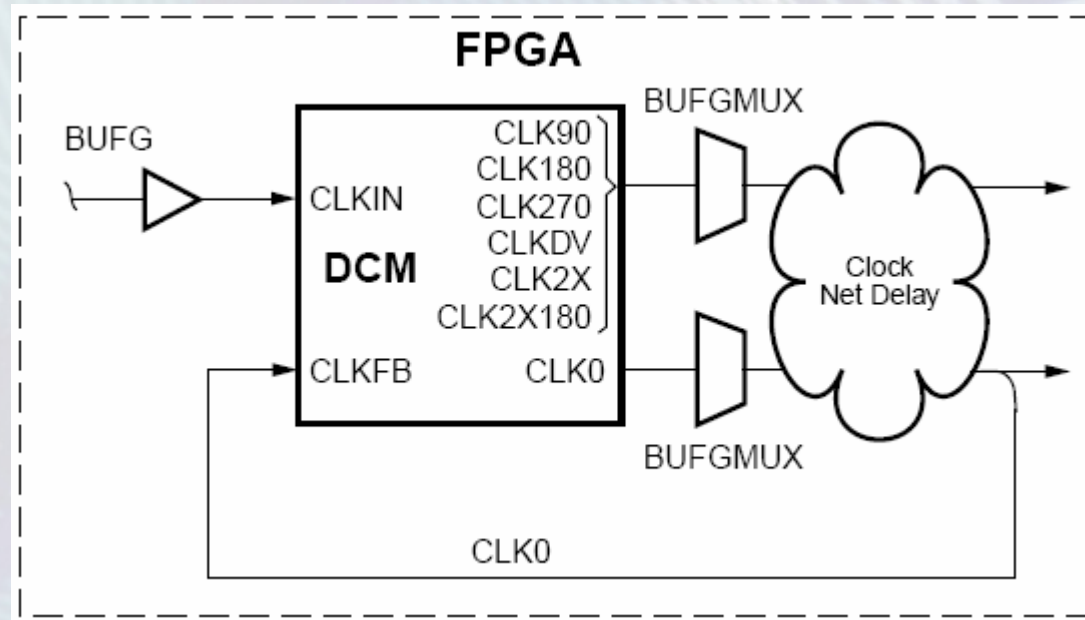 FPGA
BUFG
BUFGMUX
CLK90
CLK180
CLK270
CLKDV
CLK2X
CLK2X180
CLKIN
DCM
CLKFB
CLK0
Clock
Net Delay
BUFGMUX
CLK0